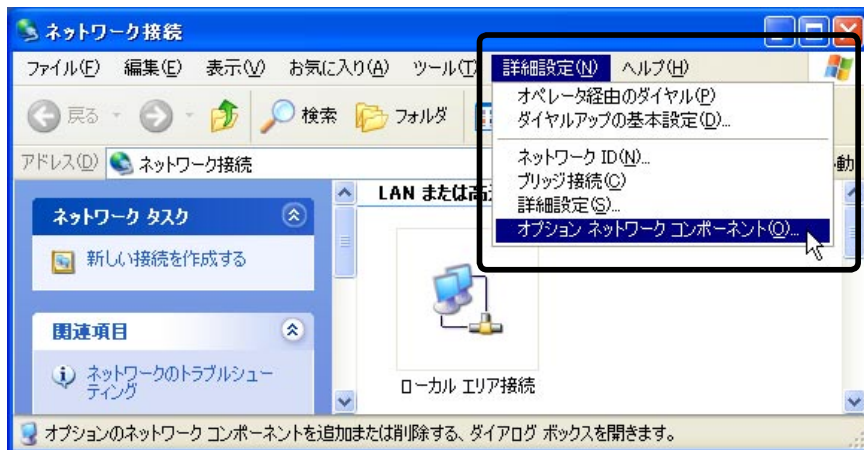 ネットワーク接続
ファイル(F) 編集(E) 表示(V) お気に入り(A) ツール(T) 詳細設定(N) ヘルプ(H)
オペレータ経由のダイヤル(P)
ダイヤルアップの基本設定(D)...
ネットワーク ID(N)...
ブリッジ接続(C)
詳細設定(S)...
オプション ネットワーク コンポーネント(O)...
戻る 検索 フォルダ
アドレス(D) ネットワーク接続 動
ネットワーク タスク
新しい接続を作成する
関連項目
ネットワークのトラブルシュー
ティング
LAN または高
ローカル エリア接続
オプションのネットワーク コンポーネントを追加または削除する、ダイアログ ボックスを開きます。